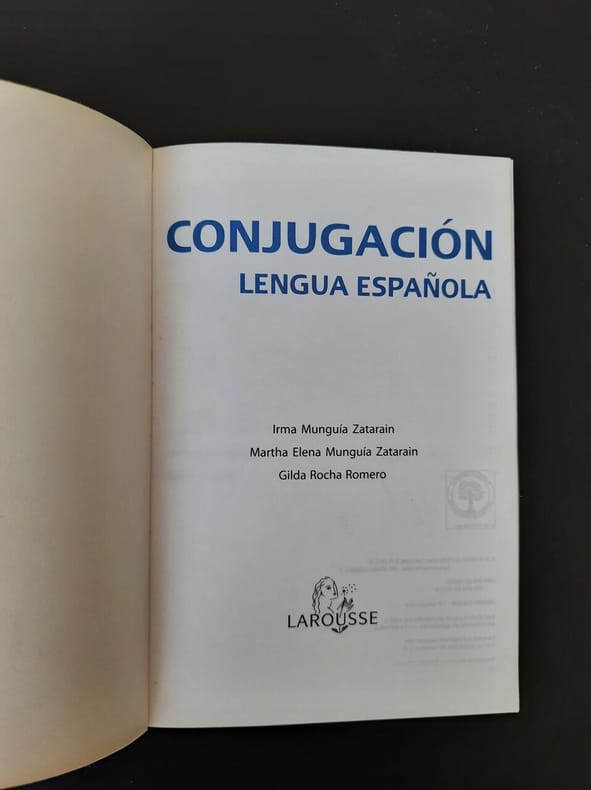 CONJUGACIÓN
LENGUA ESPAÑOLA
Irma Munguía Zatarain
Martha Elena Munguía Zatarain
Gilda Rocha Romero
LAROUSSE